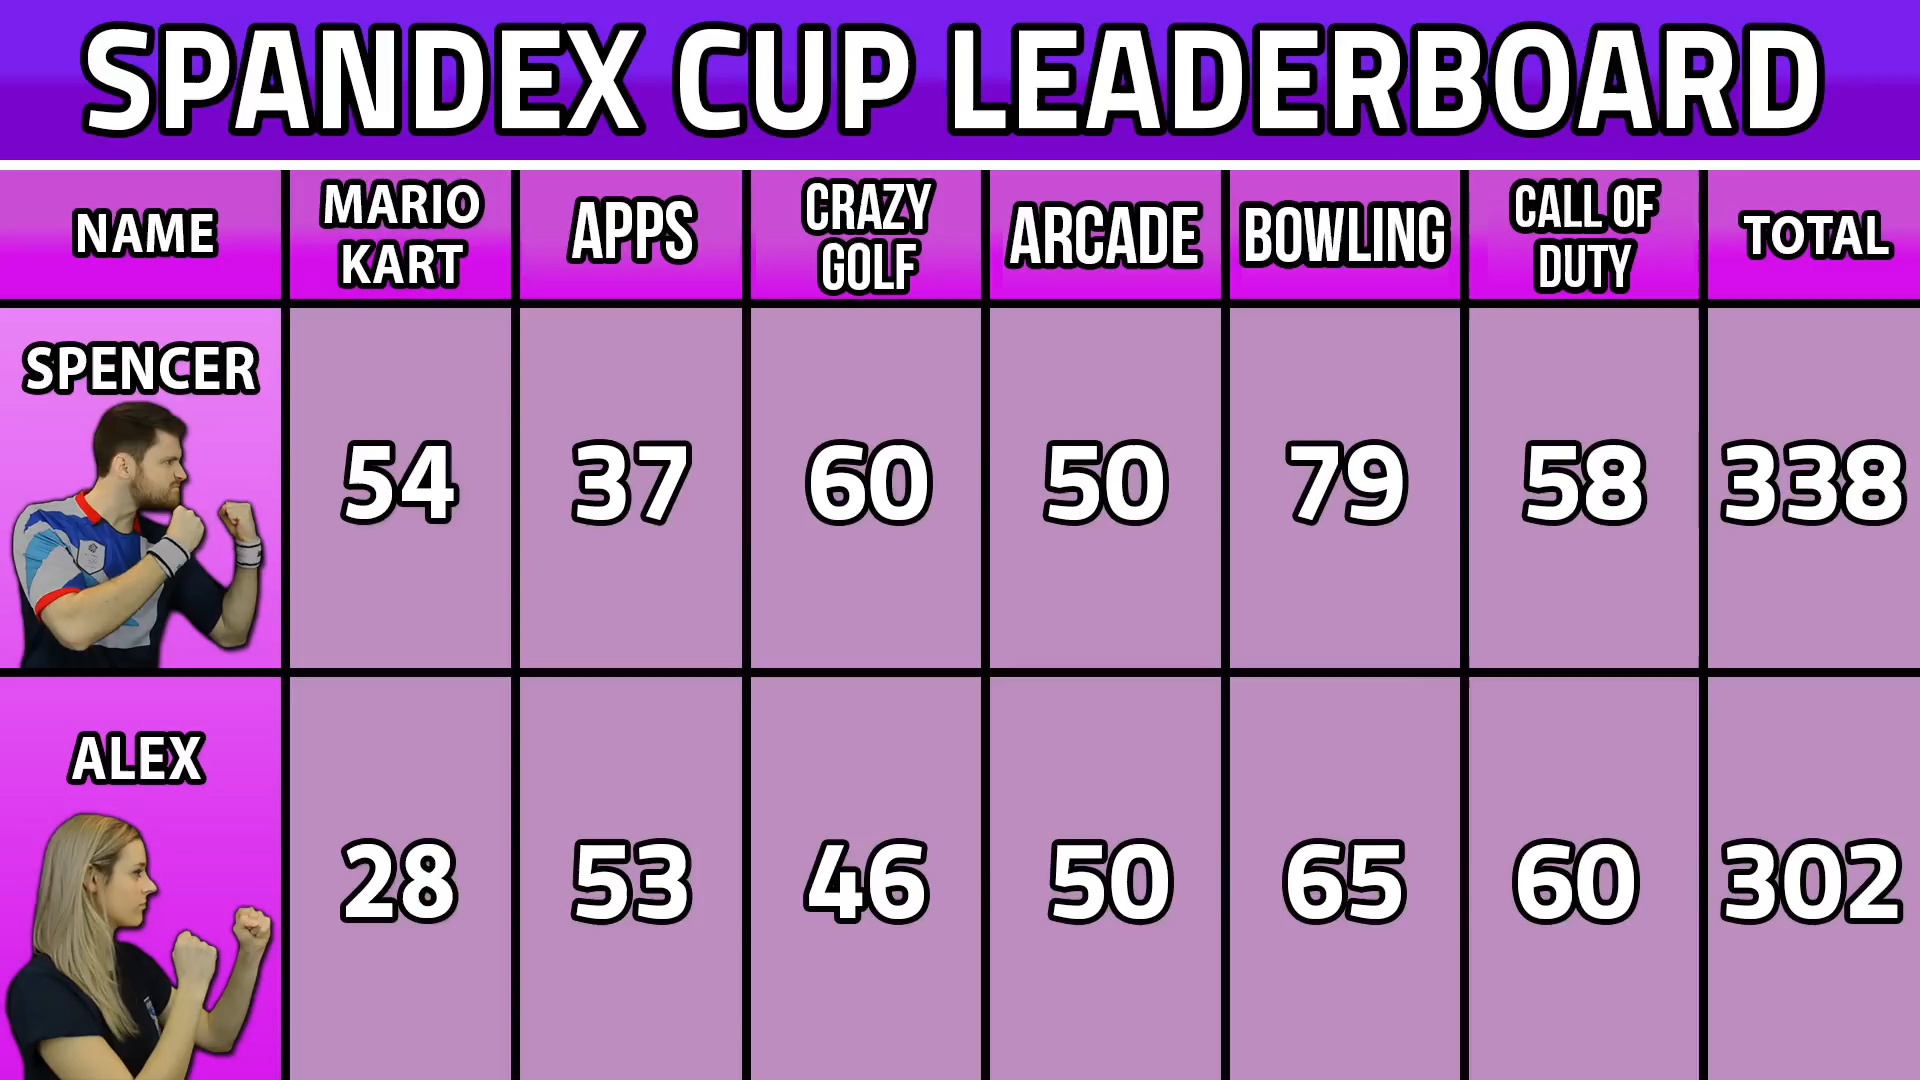 SPANDEX CUP LEADERBOARD
NAME
MARIO
KART
APPS
CRAZY
GOLF
ARCADE
BOWLING
CALL OF
DUTY
TOTAL
SPENCER
54 37 60 50 79 58 338
ALEX
28 53 46 50 65 60 302